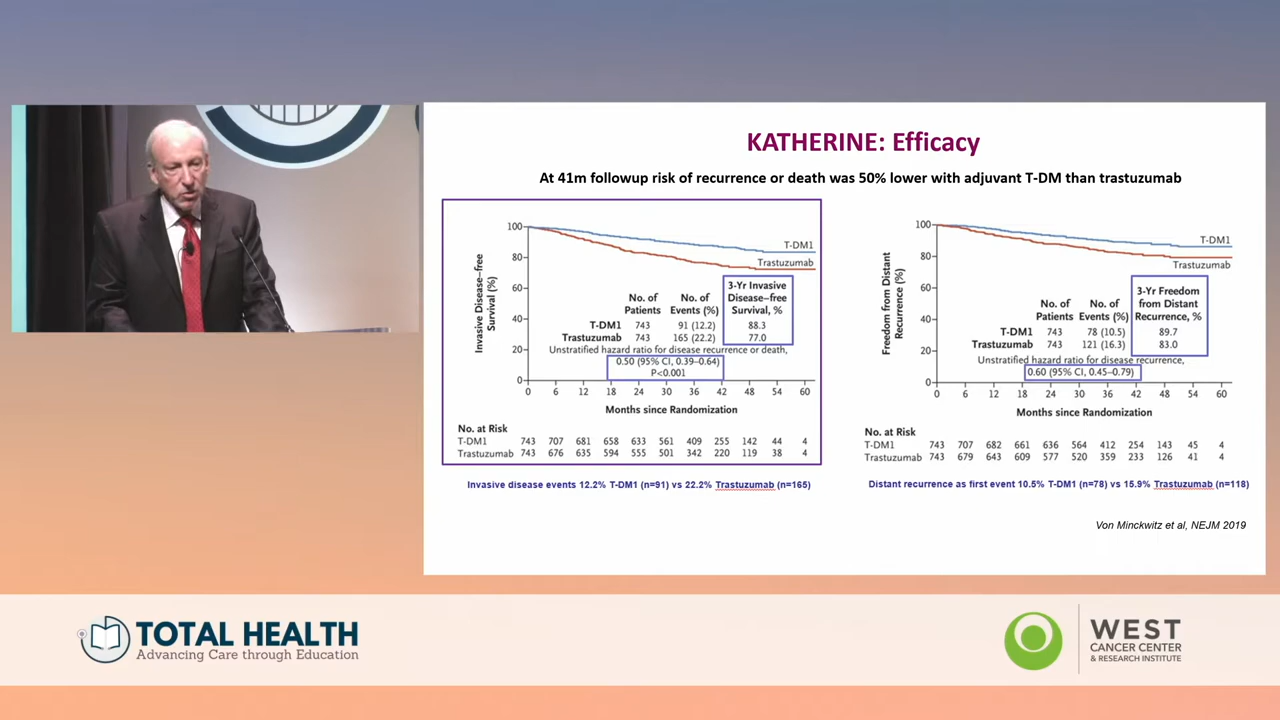 KATHERINE: Efficacy
At 41m followup risk of recurrence or death was 50% lower with adjuvant T-DM than trastuzumab
Invasive Disease–free
Survival (%)
100
80
60
40
20
0
T-DM1
Trastuzumab
No. of
Patients
No. of
Events (%)
3-Yr Invasive
Disease–free
Survival, %
T-DM1 743 91 (12.2) 88.3
Trastuzumab 743 165 (22.2) 77.0
Unstratified hazard ratio for disease recurrence or death,
0.50 (95% CI, 0.39–0.64)
P<0.001
0 6 12 18 24 30 36 42 48 54 60
Months since Randomization
No. at Risk
T-DM1 743 707 681 658 633 561 409 255 142 44 4
Trastuzumab 743 676 635 594 555 501 342 220 119 38 4
Invasive disease events 12.2% T-DM1 (n=91) vs 22.2% Trastuzumab (n=165)
Freedom from Distant
Recurrence (%)
100
80
60
40
20
0
T-DM1
Trastuzumab
No. of
Patients
No. of
Events (%)
3-Yr Freedom
from Distant
Recurrence, %
T-DM1 743 78 (10.5) 89.7
Trastuzumab 743 121 (16.3) 83.0
Unstratified hazard ratio for disease recurrence,
0.60 (95% CI, 0.45–0.79)
0 6 12 18 24 30 36 42 48 54 60
Months since Randomization
No. at Risk
T-DM1 743 707 682 661 636 564 412 254 143 45 4
Trastuzumab 743 679 643 609 577 520 359 233 126 41 4
Distant recurrence as first event 10.5% T-DM1 (n=78) vs 15.9% Trastuzumab (n=118)
Von Minckwitz et al, NEJM 2019
TOTAL HEALTH
Advancing Care through Education
WEST
CANCER CENTER
& RESEARCH INSTITUTE